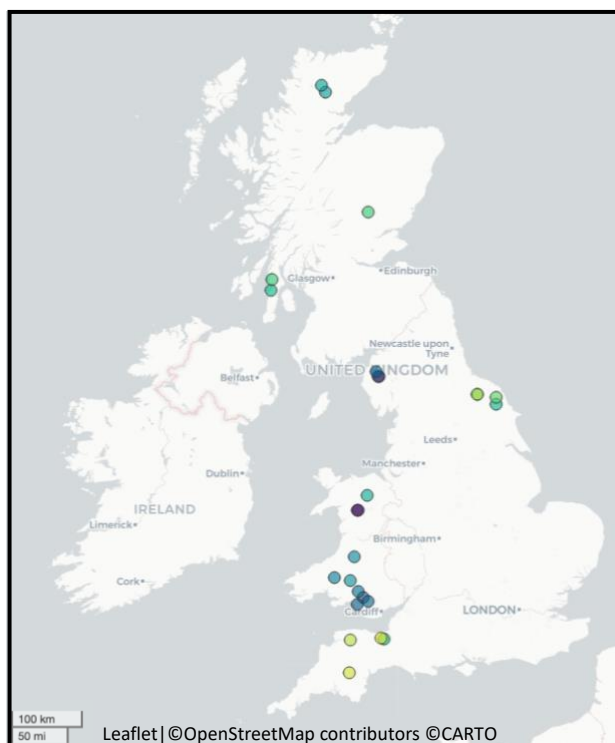 Glasgow
Edinburgh
Newcastle upon
Tyne
UNITED KINGDOM
Belfast
Leeds
Dublin
Manchester
IRELAND
Limerick
Birmingham
Cork
Cardiff
LONDON
100 km
50 mi
Leaflet|©OpenStreetMap contributors ©CARTO